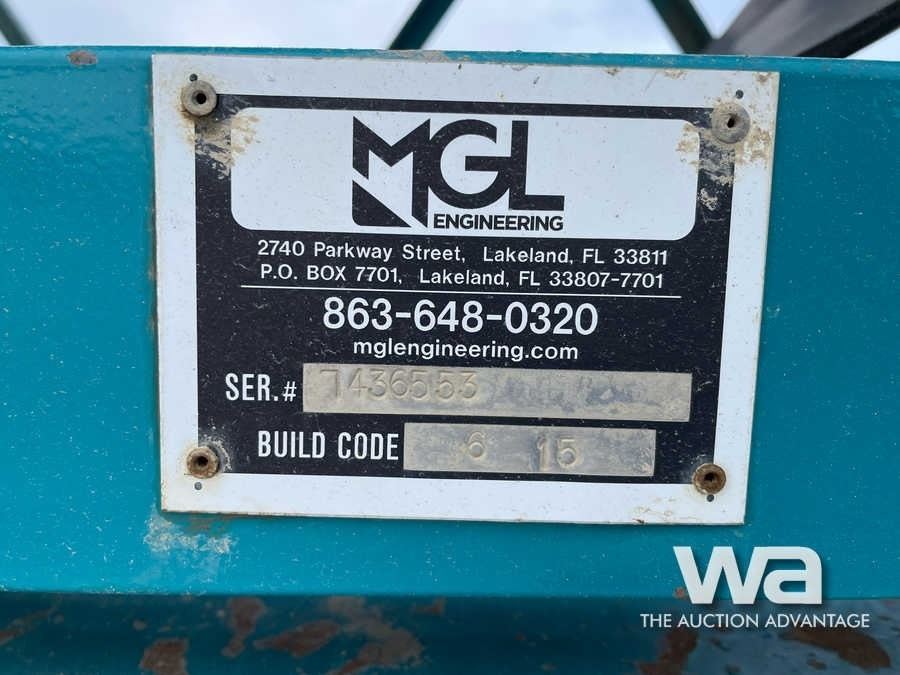 MGL
ENGINEERING
2740 Parkway Street, Lakeland, FL 33811
P.O. BOX 7701, Lakeland, FL 33807-7701
863-648-0320
mglengineering.com
SER.# 7436553
BUILD CODE 6 15
wa
THE AUCTION ADVANTAGE